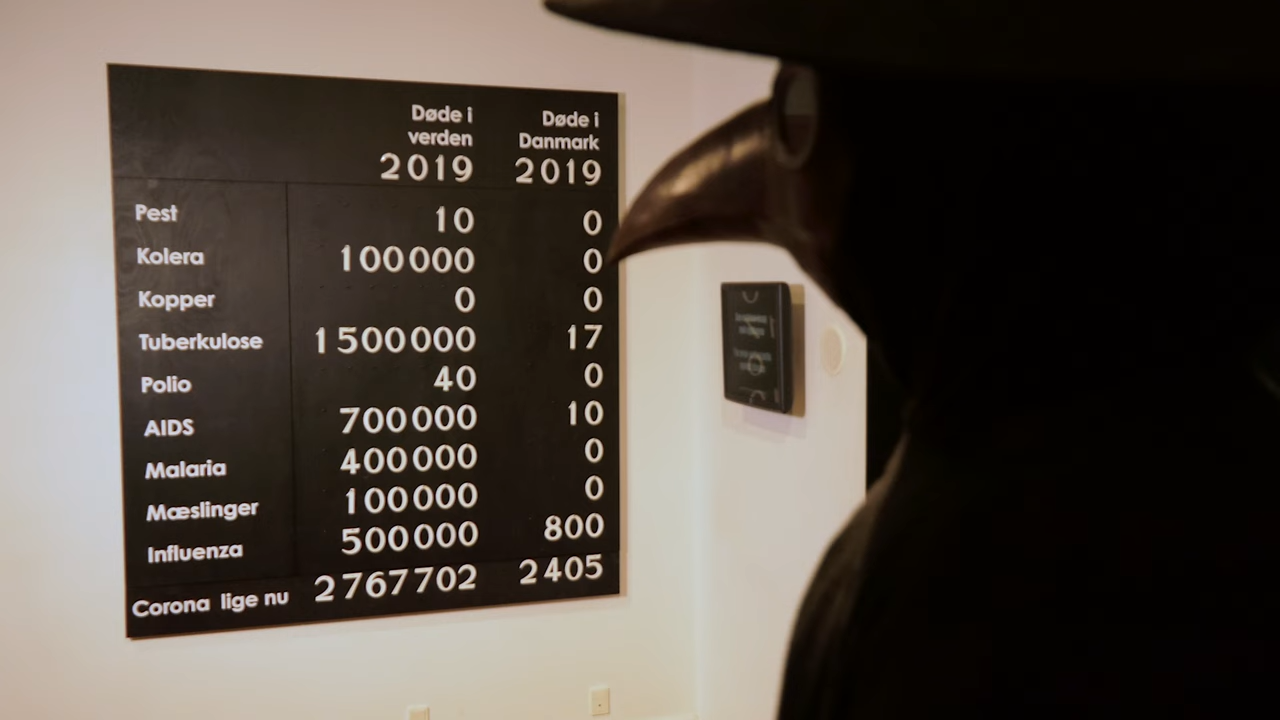 Døde i Døde i
verden Danmark
2019 2019
Pest 10 0
Kolera 100000 0
Kopper 0 0
Tuberkulose 1500000 17
Polio 40 0
AIDS 700000 10
Malaria 400000 0
Mæslinger 100000 0
Influenza 500000 800
Corona lige nu 2767702 2405